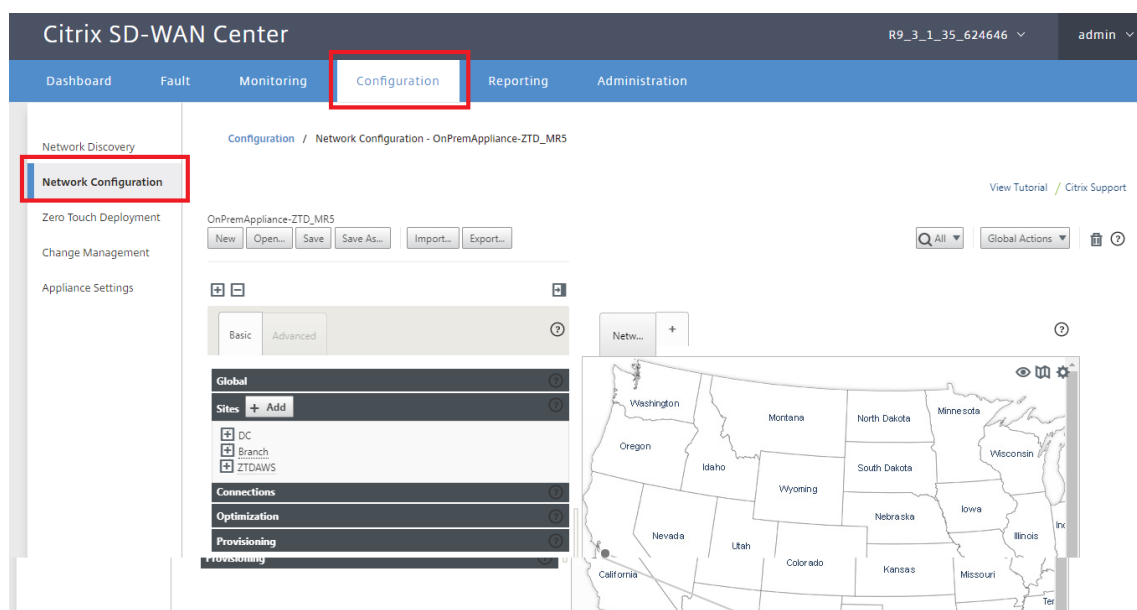 Citrix SD-WAN Center
R9_3_1_35_624646
admin
Dashboard Fault Monitoring Configuration Reporting Administration
Network Discovery
Network Configuration
Zero Touch Deployment
Change Management
Appliance Settings
Configuration / Network Configuration - OnPremAppliance-ZTD_MR5
View Tutorial / Citrix Support
OnPremAppliance-ZTD_MR5
New Open... Save Save As... Import... Export...
All Global Actions
Basic Advanced
Netw... +
Global
Sites + Add
DC
Branch
ZTDAWS
Connections
Optimization
Provisioning
Provisioning
Washington
Montana
North Dakota
Minnesota
Oregon
Idaho
South Dakota
Wisconsin
Wyoming
Nebraska
Iowa
Illinois
Inc
Nevada
Utah
Colorado
Kansas
Missouri
California
Ter